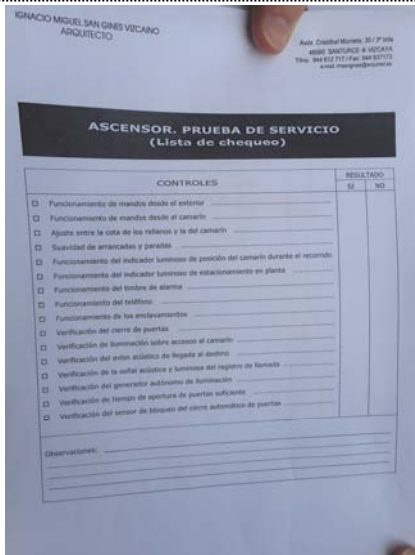 IGNACIO MIGUEL SAN GINES VIZCAINO
ARQUITECTO
SANTURCE
VIZCAYA
ASCENSOR. PRUEBA DE SERVICIO
(Lista de chequeo)
CONTROLES
RESULTADO
SI NO
Funcionamiento de mandos desde el exterior
Funcionamiento de mandos desde el camarín
Ajuste entre la cota de los rellanos y la del camarín
Suavidad de arrancadas y paradas
Funcionamiento del indicador luminoso de posición del camarín durante el recorrido
Funcionamiento del indicador luminoso de estacionamiento en planta
Funcionamiento del timbre de alarma
Funcionamiento del teléfono
Funcionamiento de los enclavamientos
Verificación del cierre de puertas
Verificación de iluminación sobre accesos al camarín
Verificación del aviso acústico de llegada al destino
Verificación de la señal acústica y luminosa del registro de llamada
Verificación del generador autónomo de iluminación
Verificación de tiempo de apertura de puertas suficiente
Verificación del sensor de bloqueo del cierre automático de puertas
Observaciones: